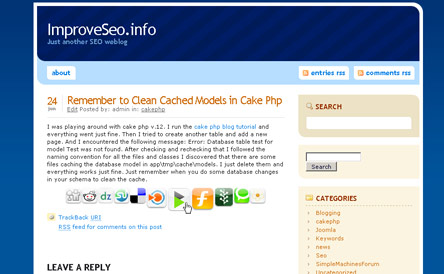 ImproveSeo.info
Just another SEO weblog
about
entries rss
comments rss
24
Remember to Clean Cached Models in Cake Php
Edit Posted by: admin in: cakephp
I was playing around with cake php v.12. I run the cake php blog tutorial and
everything went just fine. Then I tried to create another table and add a new
page. And I encountered the following message: Error: Database table test for
model Test was not found. After checking and rechecking that I followed the
naming convention for all the files and classes I discovered that there are some
files caching the database model in app\tmp\cache\models. I just delete them and
everything works just fine. Just remember when you do some database changes
in your schema to clean the cache.
TrackBack URI
RSS feed for comments on this post
LEAVE A REPLY
SEARCH
Search
CATEGORIES
Blogging
cakephp
Joomla
Keywords
news
Seo
SimpleMachinesForum
Uncategorized